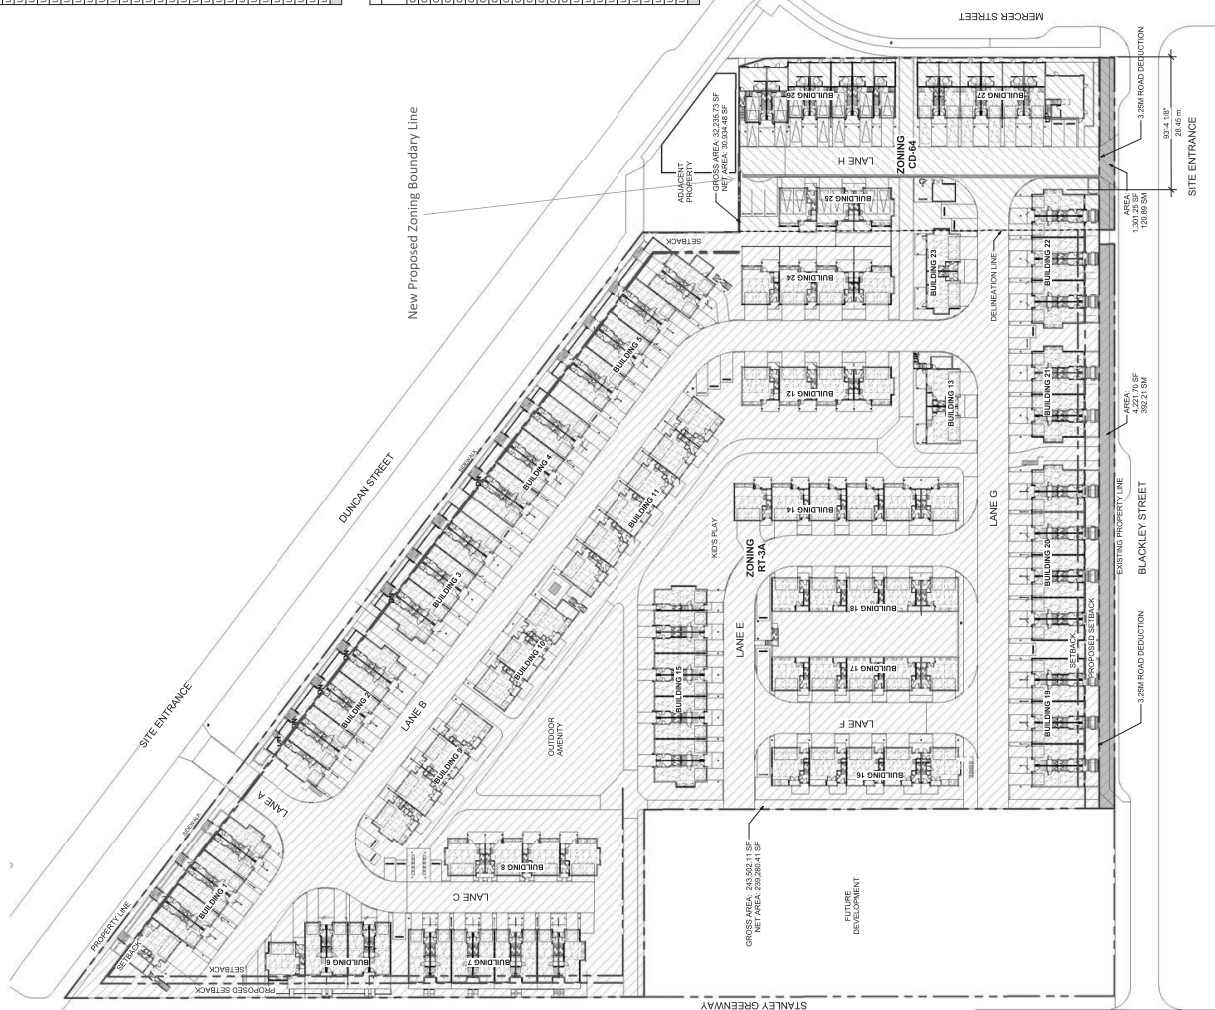 MERCER STREET
3.25M ROAD DEDUCTION
93'-4 1/8"
28.45 m
SITE ENTRANCE
BUILDING 26
BUILDING 27
New Proposed Zoning Boundary Line
GROSS AREA: 32,235.73 SF
NET AREA: 30,934.48 SF
ADJACENT
PROPERTY
LANE H
ZONING
CD-64
AREA:
1,301.25 SF
120.89 SM
BUILDING 25
SETBACK
BUILDING 24
BUILDING 23
DELINEATION LINE
BUILDING 22
BUILDING 5
BUILDING 12
BUILDING 13
BUILDING 21
AREA:
4,221.70 SF
392.21 SM
DUNCAN STREET
SIDEWALK
BUILDING 4
BUILDING 11
BUILDING 14
LANE G
EXISTING PROPERTY LINE
BLACKLEY STREET
KID'S PLAY
ZONING
RT-3A
BUILDING 3
BUILDING 20
BUILDING 18
BUILDING 10
BUILDING 15
LANE E
BUILDING 17
SETBACK
PROPOSED SETBACK
3.25M ROAD DEDUCTION
SITE ENTRANCE
BUILDING 2
LANE B
BUILDING 9
OUTDOOR
AMENITY
LANE F
BUILDING 19
BUILDING 16
LANE A
SIDEWALK
BUILDING 8
LANE C
BUILDING 1
PROPERTY LINE
SETBACK
SETBACK
PROPOSED SETBACK
BUILDING 6
BUILDING 7
GROSS AREA: 243,502.11 SF
NET AREA: 239,280.41 SF
FUTURE
DEVELOPMENT
STANLEY GREENWAY